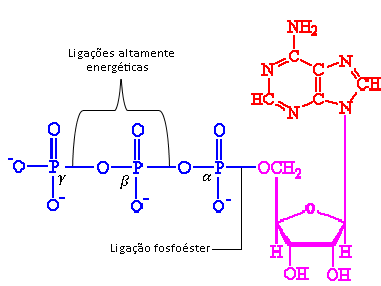 Ligações altamente
energéticas
NH₂
N
C
C
N
HC
N
C
CH
N
O
O
O
⁻O
P
O
P
O
P
OCH₂
γ
β
α
O⁻
O⁻
O⁻
O
Ligação fosfoéster
H
H
OH
OH